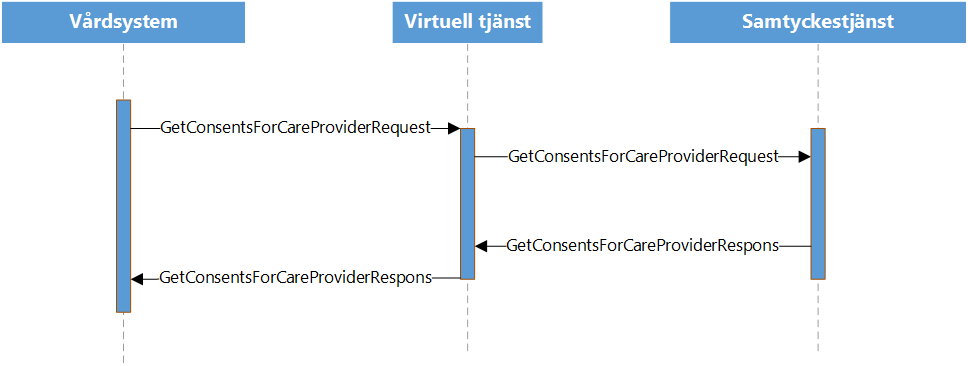 Vårdsystem
Virtuell tjänst
Samtyckestjänst
GetConsentsForCareProviderRequest
GetConsentsForCareProviderRequest
GetConsentsForCareProviderRespons
GetConsentsForCareProviderRespons